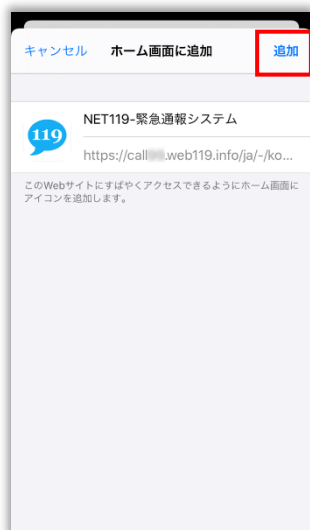 キャンセル ホーム画面に追加 追加
119
NET119-緊急通報システム
https://call .web119.info/ja/-/ko...
このWebサイトにすばやくアクセスできるようにホーム画面に
アイコンを追加します。